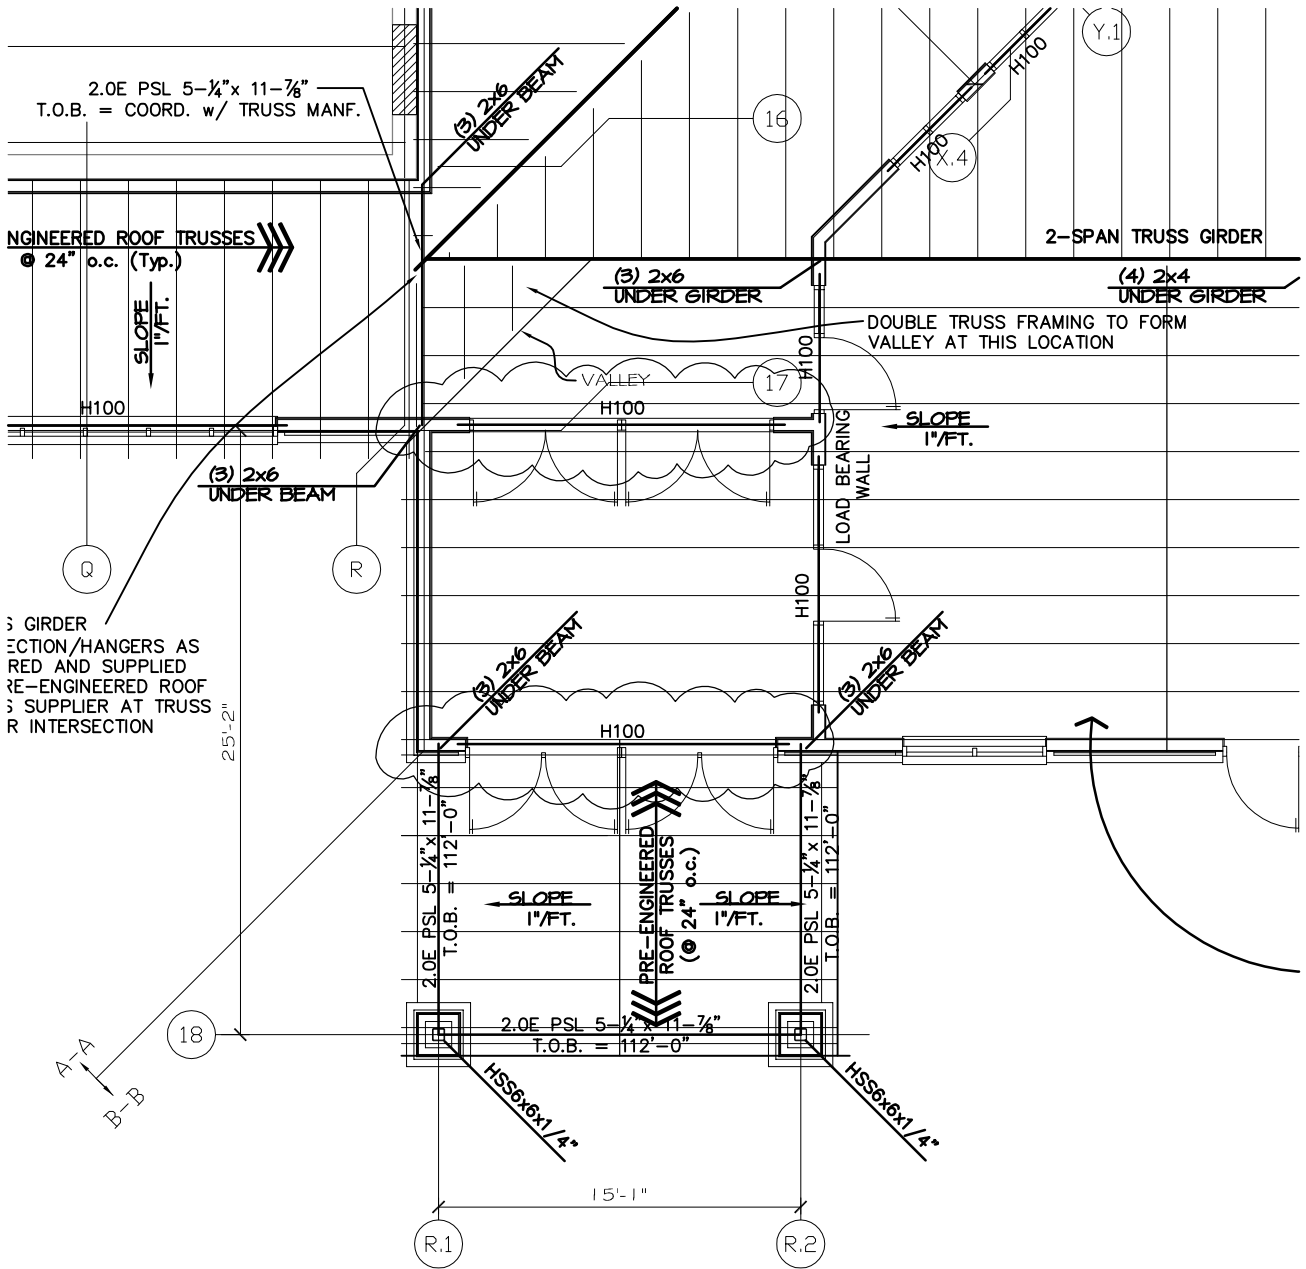 Y.1
H100
2.0E PSL 5-1/4"x 11-7/8"
T.O.B. = COORD. w/ TRUSS MANF.
(3) 2x6
UNDER BEAM
16
H100
X.4
NGINEERED ROOF TRUSSES
@ 24" o.c. (Typ.)
2-SPAN TRUSS GIRDER
(3) 2x6
UNDER GIRDER
(4) 2x4
UNDER GIRDER
SLOPE
1"/FT.
DOUBLE TRUSS FRAMING TO FORM
VALLEY AT THIS LOCATION
H100
VALLEY
17
H100
H100
SLOPE
1"/FT.
LOAD BEARING
WALL
(3) 2x6
UNDER BEAM
Q
R
H100
S GIRDER
ECTION/HANGERS AS
RED AND SUPPLIED
RE-ENGINEERED ROOF
S SUPPLIER AT TRUSS
R INTERSECTION
25'-2"
(3) 2x6
UNDER BEAM
(3) 2x6
UNDER BEAM
H100
2.0E PSL 5-1/4"x 11-7/8"
T.O.B. = 112'-0"
PRE-ENGINEERED
ROOF TRUSSES
(@ 24" o.c.)
2.0E PSL 5-1/4"x 11-7/8"
T.O.B. = 112'-0"
SLOPE
1"/FT.
SLOPE
1"/FT.
18
2.0E PSL 5-1/4"x 11-7/8"
T.O.B. = 112'-0"
A-A
B-B
HSS6x6x1/4"
HSS6x6x1/4"
15'-1"
R.1
R.2